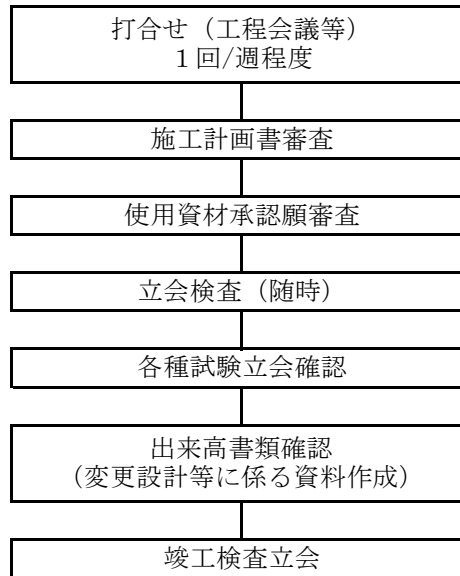 打合せ（工程会議等）
１回/週程度
施工計画書審査
使用資材承認願審査
立会検査（随時）
各種試験立会確認
出来高書類確認
（変更設計等に係る資料作成）
竣工検査立会